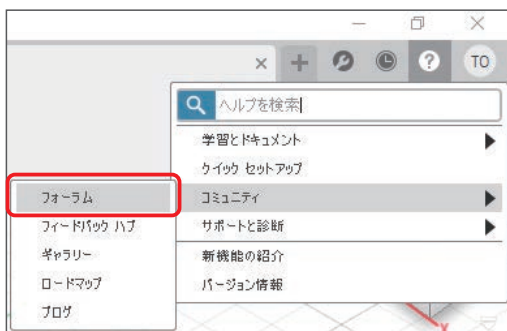 TO
ヘルプを検索
学習とドキュメント
クイック セットアップ
コミュニティ
サポートと診断
新機能の紹介
バージョン情報
フォーラム
フィードバック ハブ
ギャラリー
ロードマップ
ブログ
X